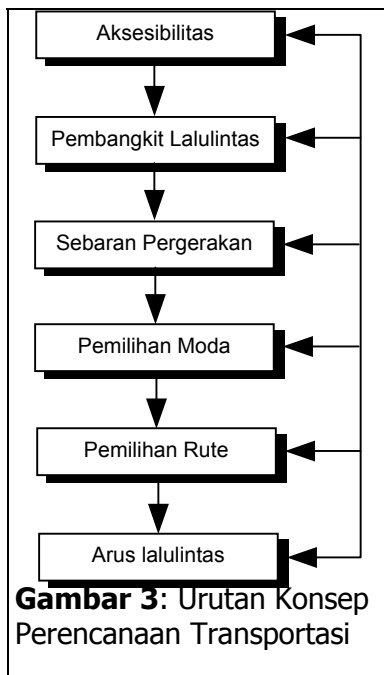 Aksesibilitas
Pembangkit Lalulintas
Sebaran Pergerakan
Pemilihan Moda
Pemilihan Rute
Arus lalulintas
Gambar 3: Urutan Konsep
Perencanaan Transportasi